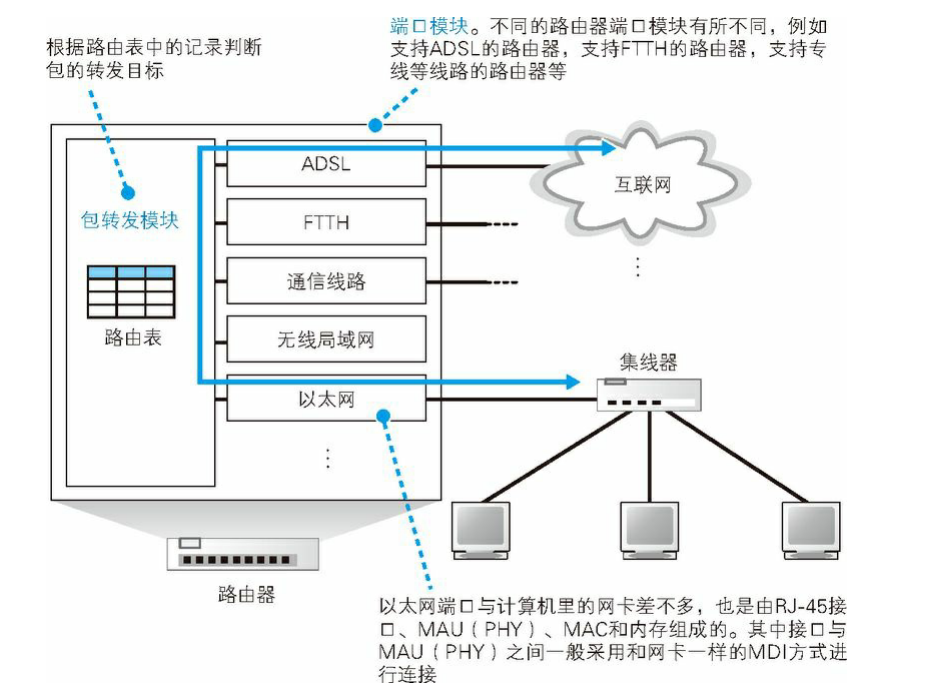 根据路由表中的记录判断
包的转发目标
端口模块。不同的路由器端口模块有所不同，例如
支持ADSL的路由器，支持FTTH的路由器，支持专
线等线路的路由器等
ADSL
互联网
包转发模块
FTTH
通信线路
路由表
无线局域网
集线器
以太网
路由器
以太网端口与计算机里的网卡差不多，也是由RJ-45接
口、MAU（PHY）、MAC和内存组成的。其中接口与
MAU（PHY）之间一般采用和网卡一样的MDI方式进
行连接